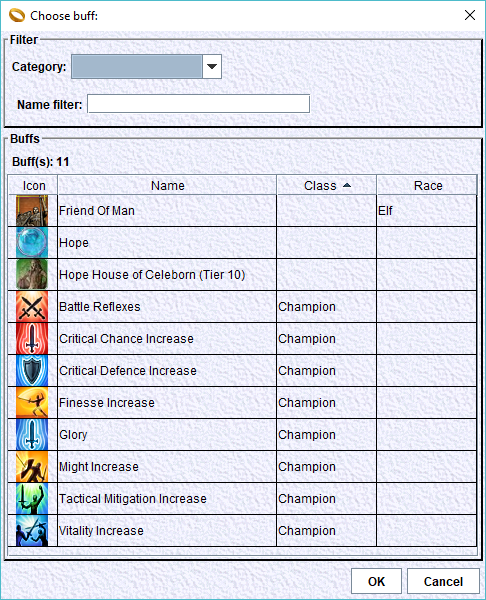 Choose buff:
Filter
Category:
Name filter:
Buffs
Buff(s): 11
Icon Name Class Race
Friend Of Man Elf
Hope
Hope House of Celeborn (Tier 10)
Battle Reflexes Champion
Critical Chance Increase Champion
Critical Defence Increase Champion
Finesse Increase Champion
Glory Champion
Might Increase Champion
Tactical Mitigation Increase Champion
Vitality Increase Champion
OK Cancel